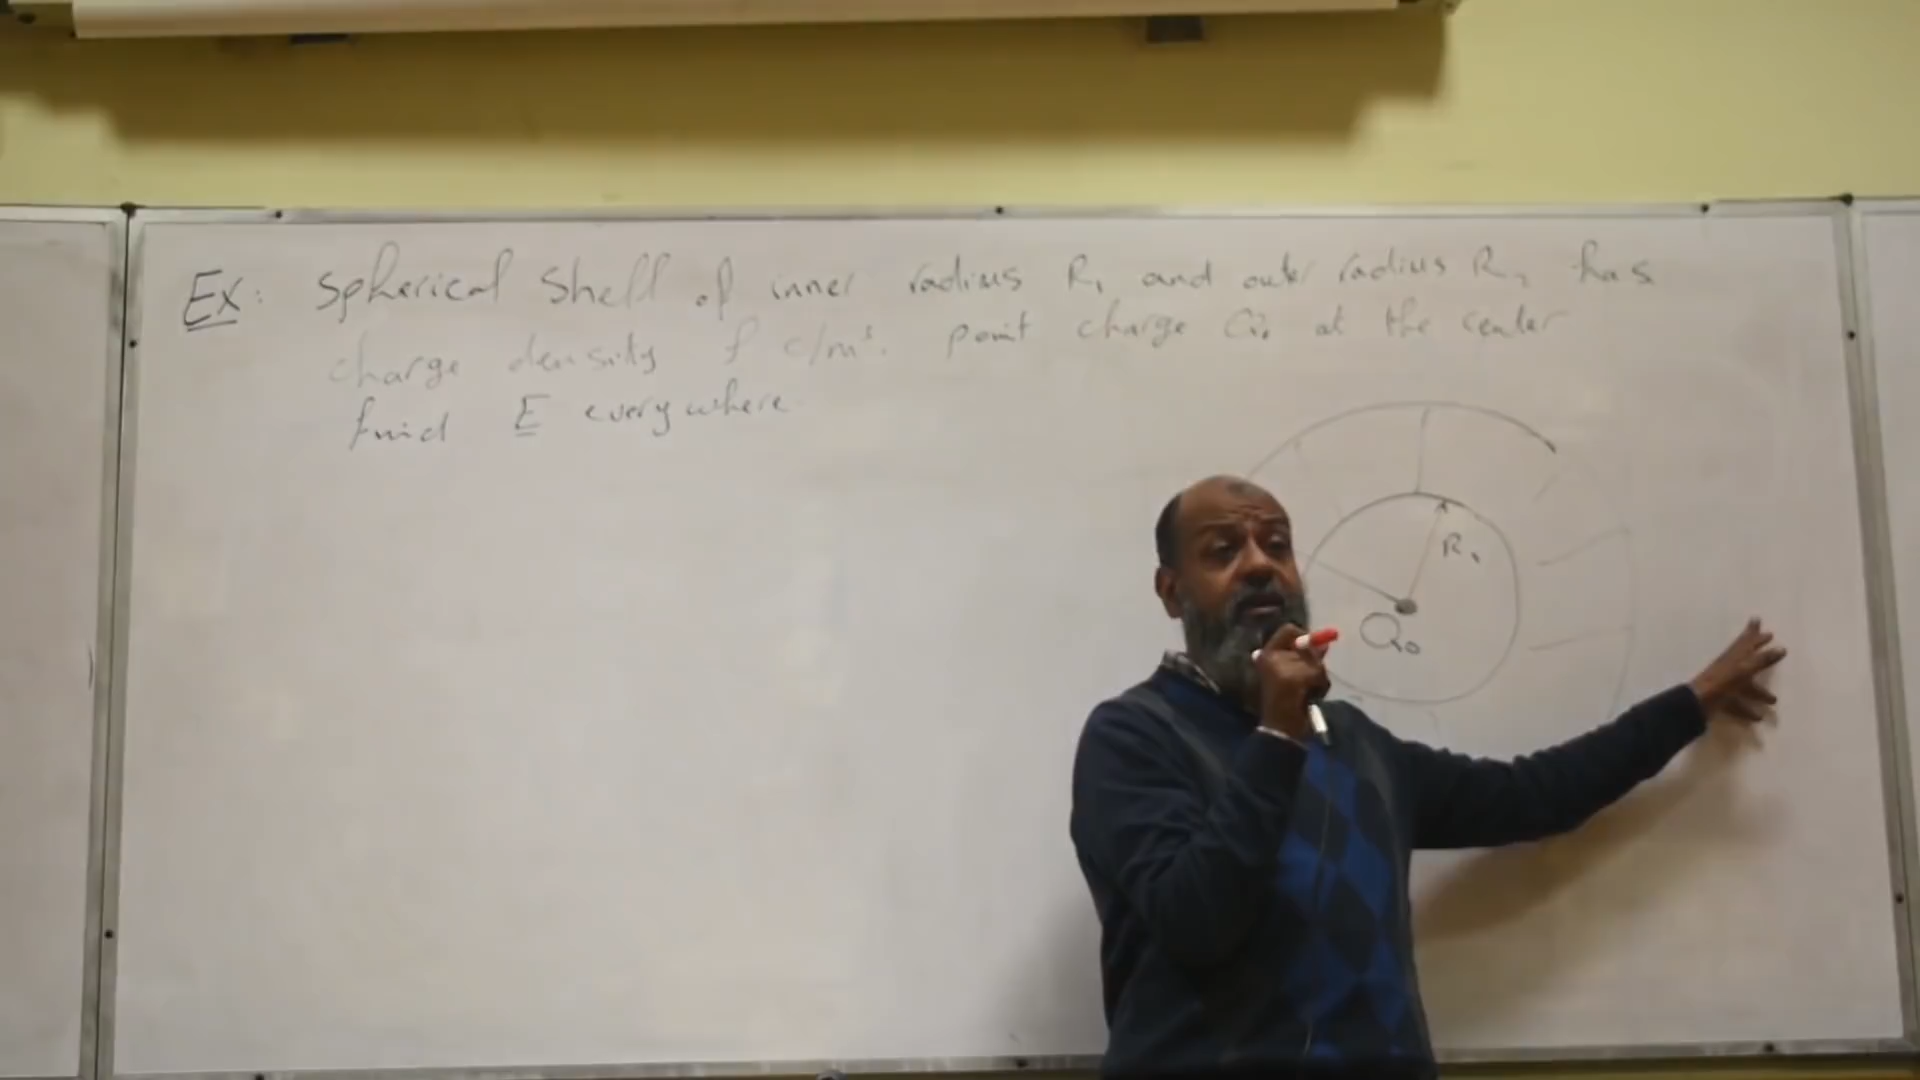 Ex: Spherical Shell of inner radius R₁ and outer radius R₂ has
charge density ρ C/m³. point charge Q₀ at the center
find E everywhere
R₁
Q₀